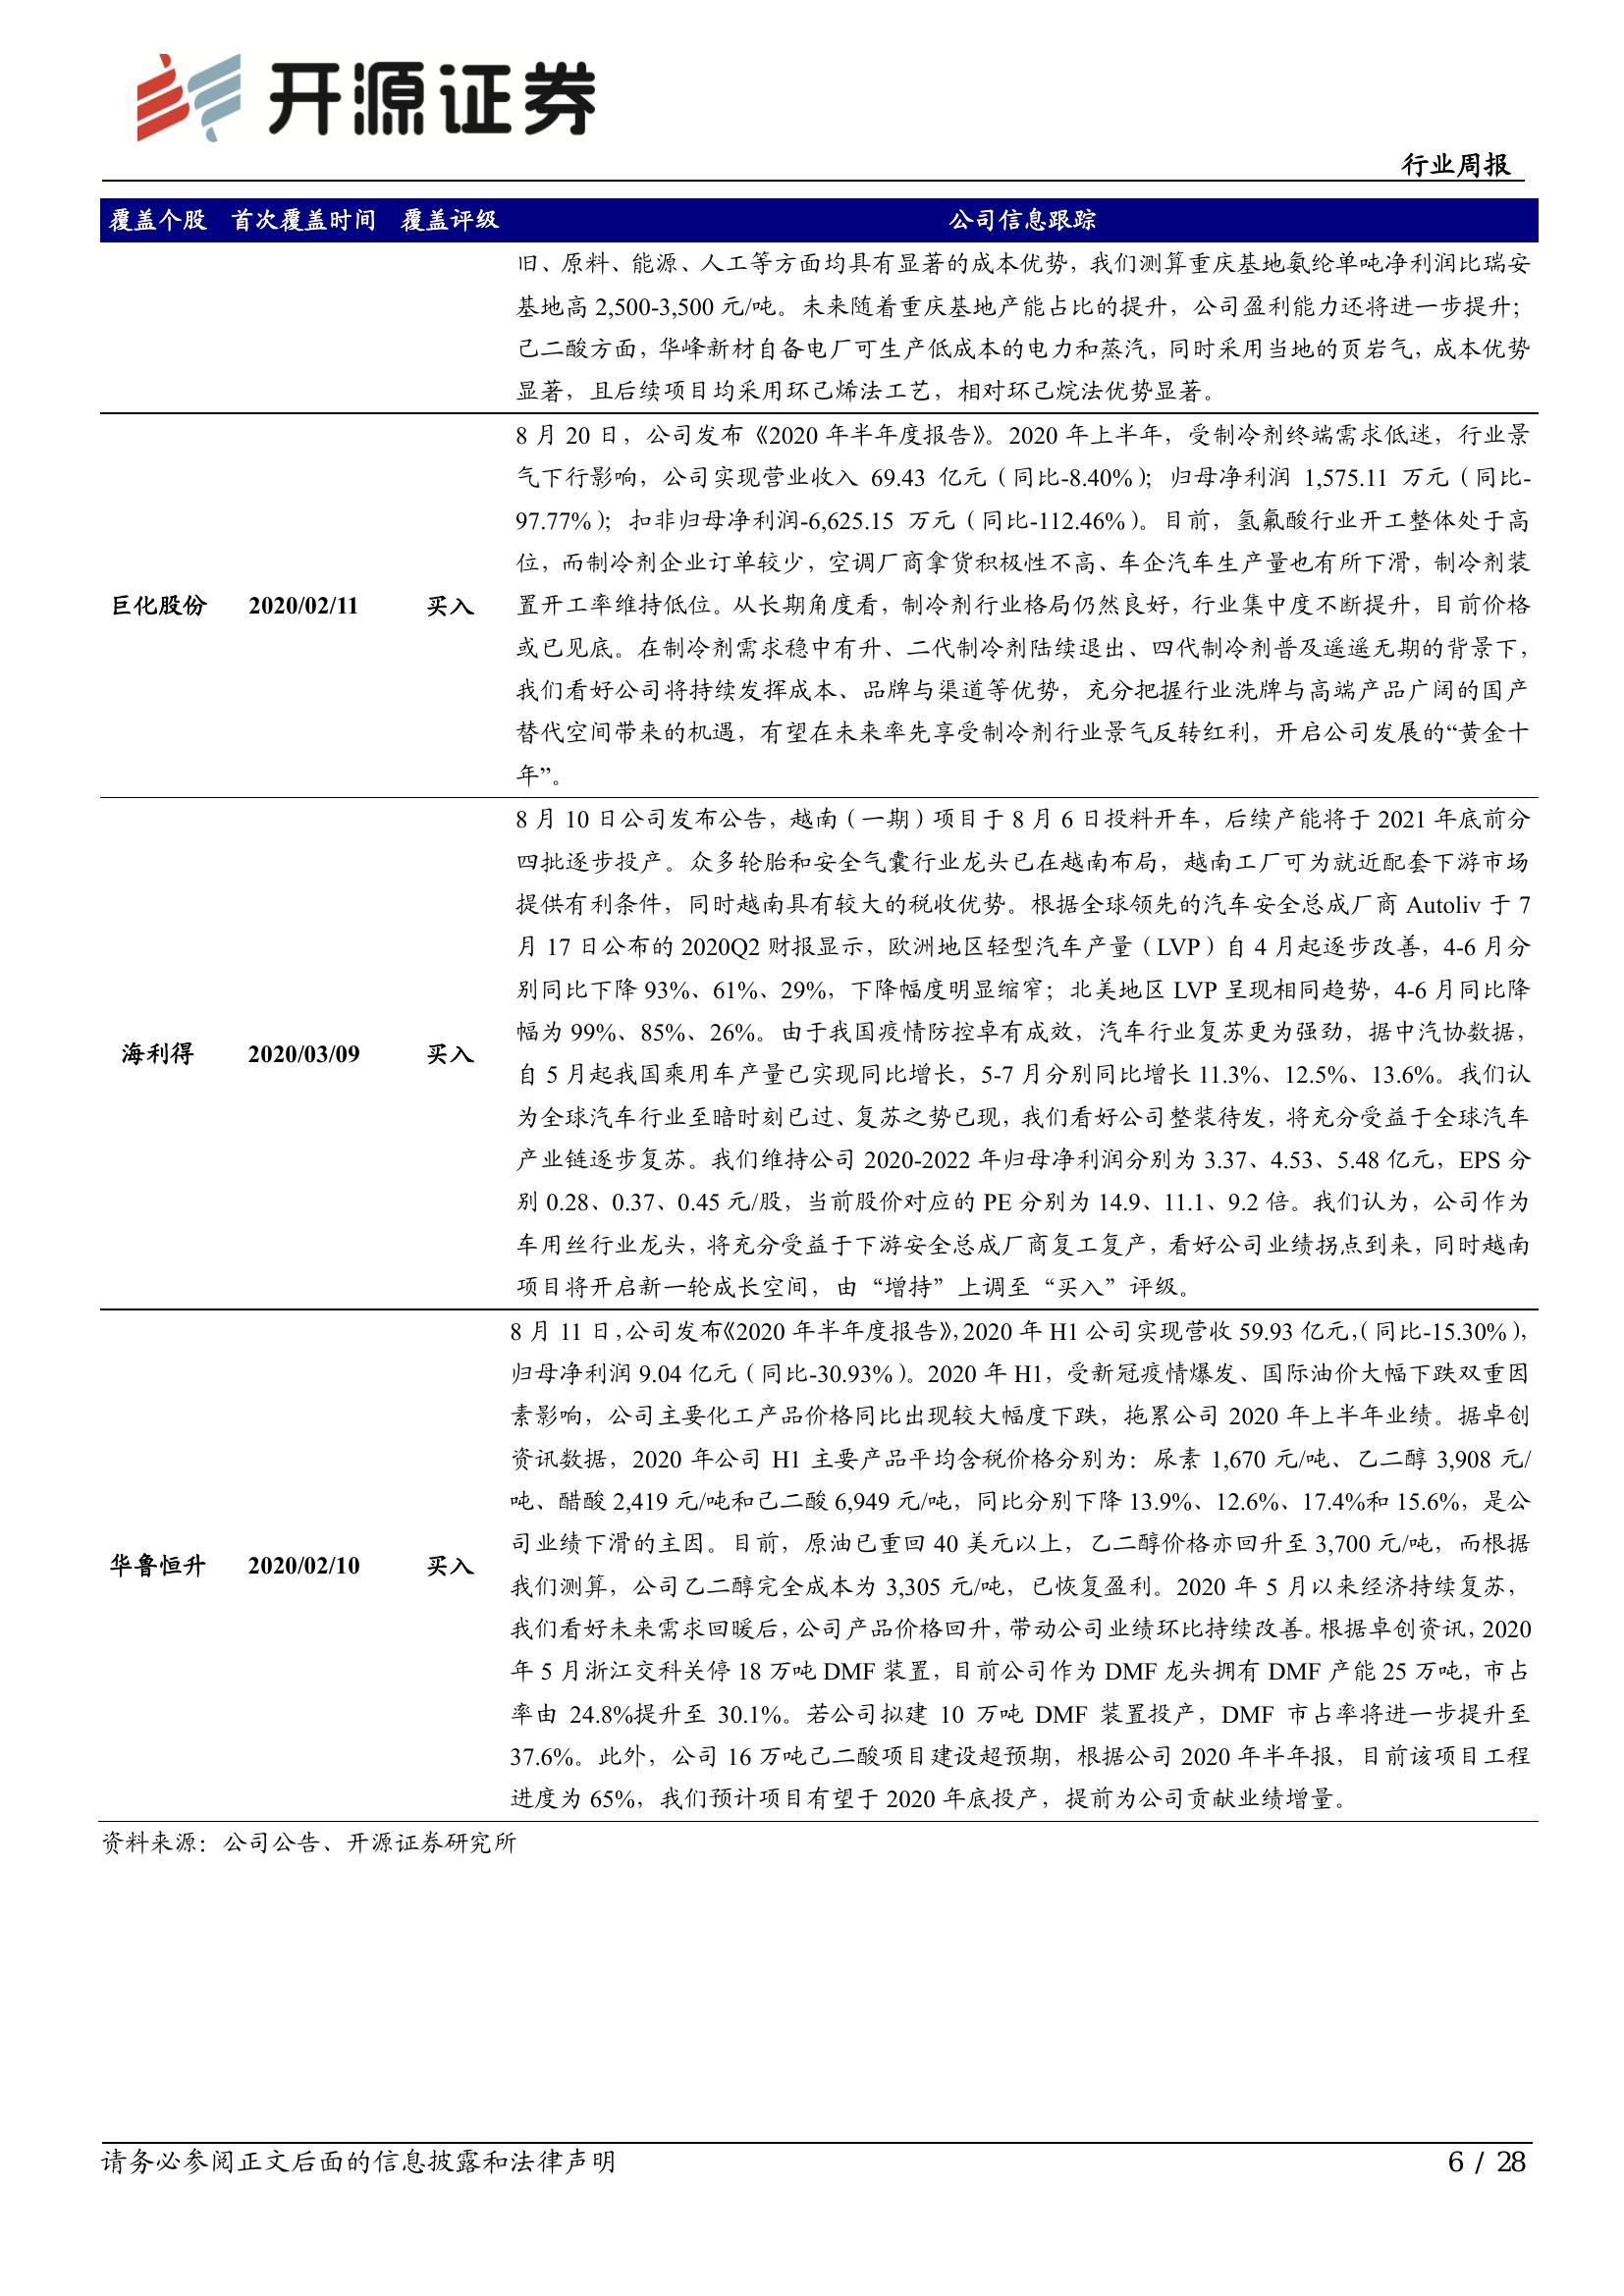 开源证券
行业周报
覆盖个股 首次覆盖时间 覆盖评级 公司信息跟踪
旧、原料、能源、人工等方面均具有显著的成本优势，我们测算重庆基地氨纶单吨净利润比瑞安
基地高 2,500-3,500 元/吨。未来随着重庆基地产能占比的提升，公司盈利能力还将进一步提升；
己二酸方面，华峰新材自备电厂可生产低成本的电力和蒸汽，同时采用当地的页岩气，成本优势
显著，且后续项目均采用环己烯法工艺，相对环己烷法优势显著。
巨化股份 2020/02/11 买入
8 月 20 日，公司发布《2020 年半年度报告》。2020 年上半年，受制冷剂终端需求低迷，行业景
气下行影响，公司实现营业收入 69.43 亿元（同比-8.40%）；归母净利润 1,575.11 万元（同比-
97.77%）；扣非归母净利润-6,625.15 万元（同比-112.46%）。目前，氢氟酸行业开工整体处于高
位，而制冷剂企业订单较少，空调厂商拿货积极性不高、车企汽车生产量也有所下滑，制冷剂装
置开工率维持低位。从长期角度看，制冷剂行业格局仍然良好，行业集中度不断提升，目前价格
或已见底。在制冷剂需求稳中有升、二代制冷剂陆续退出、四代制冷剂普及遥遥无期的背景下，
我们看好公司将持续发挥成本、品牌与渠道等优势，充分把握行业洗牌与高端产品广阔的国产
替代空间带来的机遇，有望在未来率先享受制冷剂行业景气反转红利，开启公司发展的“黄金十
年”。
海利得 2020/03/09 买入
8 月 10 日公司发布公告，越南（一期）项目于 8 月 6 日投料开车，后续产能将于 2021 年底前分
四批逐步投产。众多轮胎和安全气囊行业龙头已在越南布局，越南工厂可为就近配套下游市场
提供有利条件，同时越南具有较大的税收优势。根据全球领先的汽车安全总成厂商 Autoliv 于 7
月 17 日公布的 2020Q2 财报显示，欧洲地区轻型汽车产量（LVP）自 4 月起逐步改善，4-6 月分
别同比下降 93%、61%、29%，下降幅度明显缩窄；北美地区 LVP 呈现相同趋势，4-6 月同比降
幅为 99%、85%、26%。由于我国疫情防控卓有成效，汽车行业复苏更为强劲，据中汽协数据，
自 5 月起我国乘用车产量已实现同比增长，5-7 月分别同比增长 11.3%、12.5%、13.6%。我们认
为全球汽车行业至暗时刻已过、复苏之势已现，我们看好公司整装待发，将充分受益于全球汽车
产业链逐步复苏。我们维持公司 2020-2022 年归母净利润分别为 3.37、4.53、5.48 亿元，EPS 分
别 0.28、0.37、0.45 元/股，当前股价对应的 PE 分别为 14.9、11.1、9.2 倍。我们认为，公司作为
车用丝行业龙头，将充分受益于下游安全总成厂商复工复产，看好公司业绩拐点到来，同时越南
项目将开启新一轮成长空间，由“增持”上调至“买入”评级。
华鲁恒升 2020/02/10 买入
8 月 11 日，公司发布《2020 年半年度报告》，2020 年 H1 公司实现营收 59.93 亿元，（同比-15.30%），
归母净利润 9.04 亿元（同比-30.93%）。2020 年 H1，受新冠疫情爆发、国际油价大幅下跌双重因
素影响，公司主要化工产品价格同比出现较大幅度下跌，拖累公司 2020 年上半年业绩。据卓创
资讯数据，2020 年公司 H1 主要产品平均含税价格分别为：尿素 1,670 元/吨、乙二醇 3,908 元/
吨、醋酸 2,419 元/吨和己二酸 6,949 元/吨，同比分别下降 13.9%、12.6%、17.4%和 15.6%，是公
司业绩下滑的主因。目前，原油已重回 40 美元以上，乙二醇价格亦回升至 3,700 元/吨，而根据
我们测算，公司乙二醇完全成本为 3,305 元/吨，已恢复盈利。2020 年 5 月以来经济持续复苏，
我们看好未来需求回暖后，公司产品价格回升，带动公司业绩环比持续改善。根据卓创资讯，2020
年 5 月浙江交科关停 18 万吨 DMF 装置，目前公司作为 DMF 龙头拥有 DMF 产能 25 万吨，市占
率由 24.8%提升至 30.1%。若公司拟建 10 万吨 DMF 装置投产，DMF 市占率将进一步提升至
37.6%。此外，公司 16 万吨己二酸项目建设超预期，根据公司 2020 年半年报，目前该项目工程
进度为 65%，我们预计项目有望于 2020 年底投产，提前为公司贡献业绩增量。
资料来源：公司公告、开源证券研究所
请务必参阅正文后面的信息披露和法律声明 6 / 28